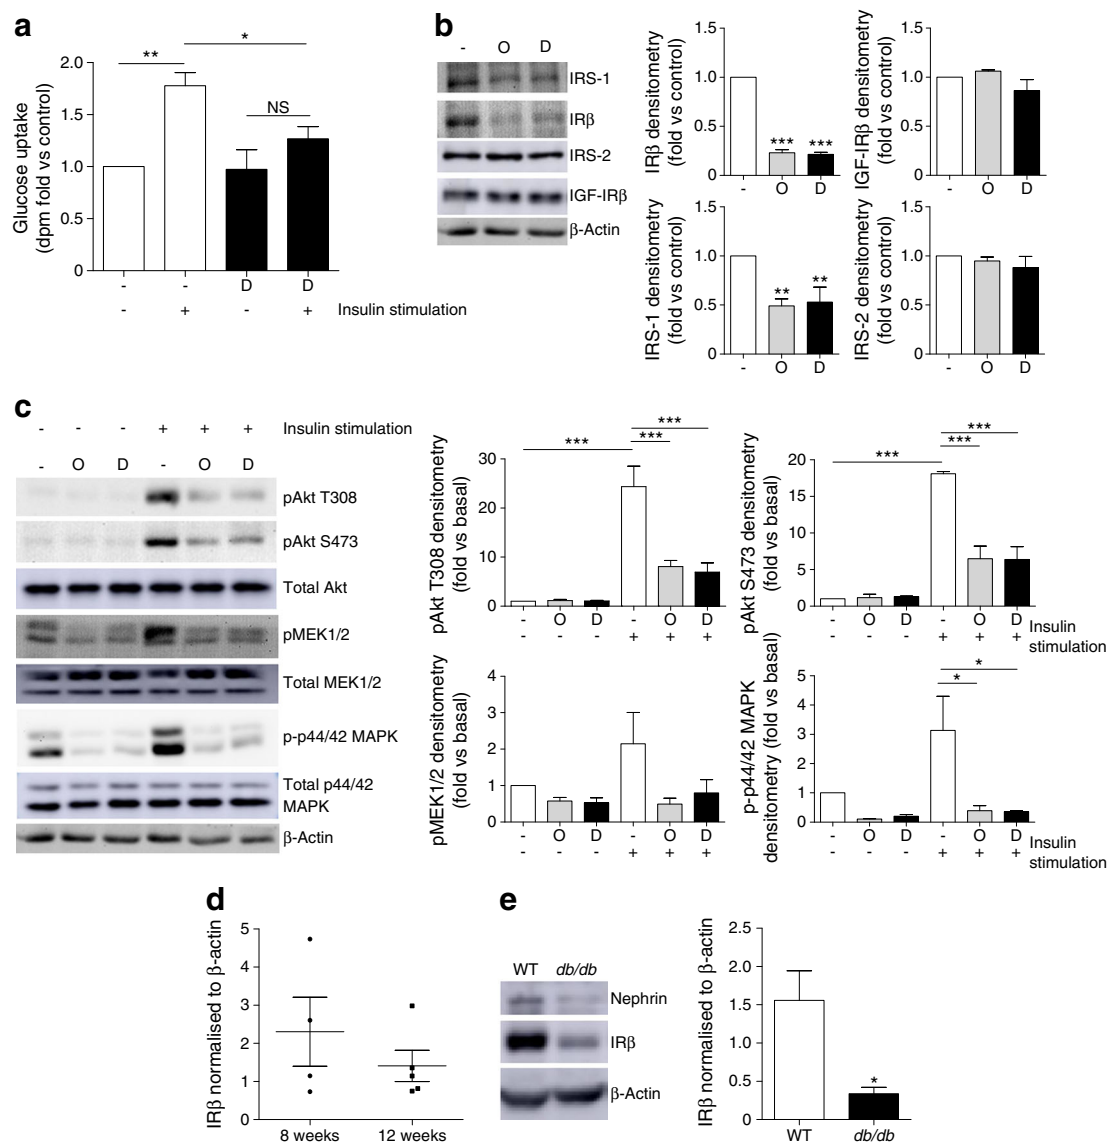 a
**
*
NS
Glucose uptake
(dpm fold vs control)
2.0
1.5
1.0
0.5
0
- - D D
- + - + Insulin stimulation
b
- O D
IRS-1
IRβ
IRS-2
IGF-IRβ
β-Actin
IRβ densitometry
(fold vs control)
1.5
1.0
0.5
0
*** ***
- O D
IGF-IRβ densitometry
(fold vs control)
1.5
1.0
0.5
0
- O D
IRS-1 densitometry
(fold vs control)
1.5
1.0
0.5
0
** **
- O D
IRS-2 densitometry
(fold vs control)
1.5
1.0
0.5
0
- O D
c
- - - + + + Insulin stimulation
- O D - O D
pAkt T308
pAkt S473
Total Akt
pMEK1/2
Total MEK1/2
p-p44/42 MAPK
Total p44/42
MAPK
β-Actin
pAkt T308 densitometry
(fold vs basal)
30
20
10
0
***
***
***
- O D - O D
- - - + + +
pAkt S473 densitometry
(fold vs basal)
20
15
10
5
0
***
***
***
- O D - O D
- - - + + + Insulin
stimulation
pMEK1/2 densitometry
(fold vs basal)
4
3
2
1
0
- O D - O D
- - - + + +
p-p44/42 MAPK
densitometry (fold vs basal)
5
4
3
2
1
0
*
*
- O D - O D
- - - + + + Insulin
stimulation
d
IRβ normalised to β-actin
5
4
3
2
1
0
8 weeks 12 weeks
e
WT db/db
Nephrin
IRβ
β-Actin
IRβ normalised to β-actin
2.5
2.0
1.5
1.0
0.5
0
*
WT db/db